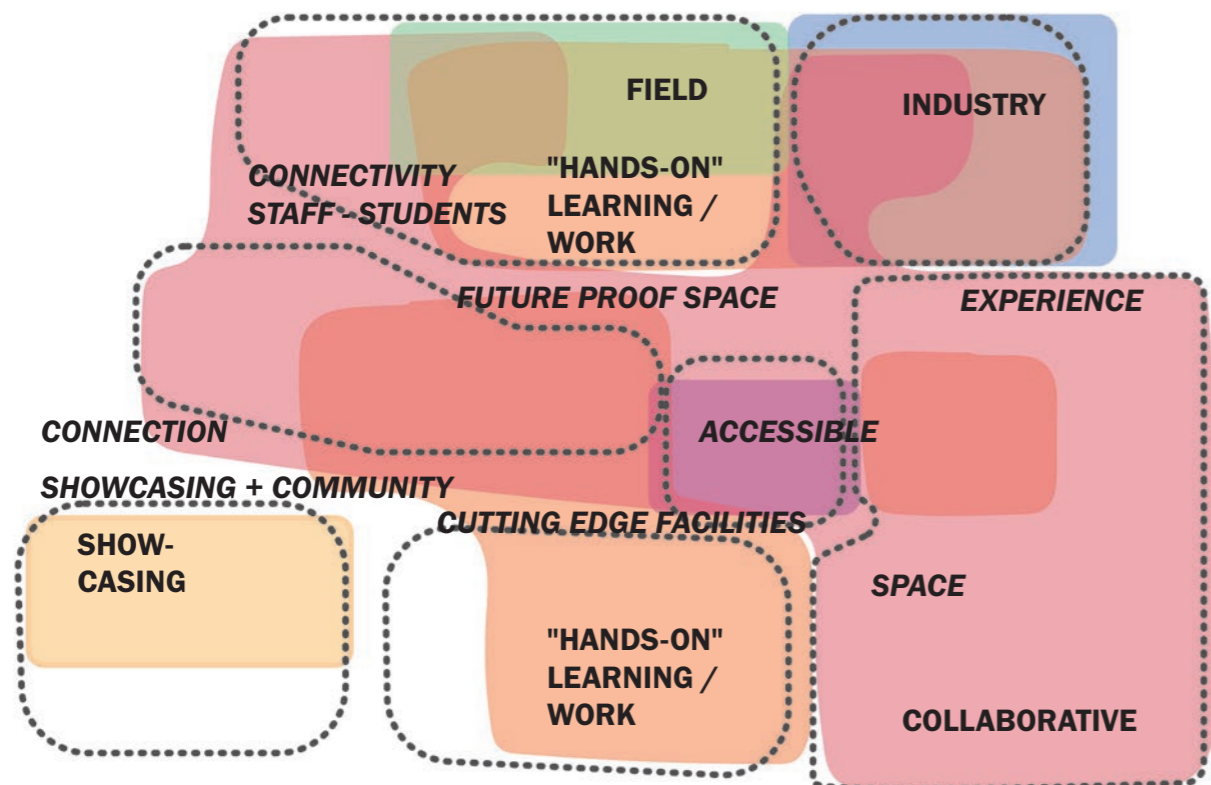 FIELD
INDUSTRY
CONNECTIVITY
STAFF - STUDENTS
"HANDS-ON"
LEARNING /
WORK
FUTURE PROOF SPACE
EXPERIENCE
CONNECTION
ACCESSIBLE
SHOWCASING + COMMUNITY
CUTTING EDGE FACILITIES
SHOW-
CASING
SPACE
"HANDS-ON"
LEARNING /
WORK
COLLABORATIVE